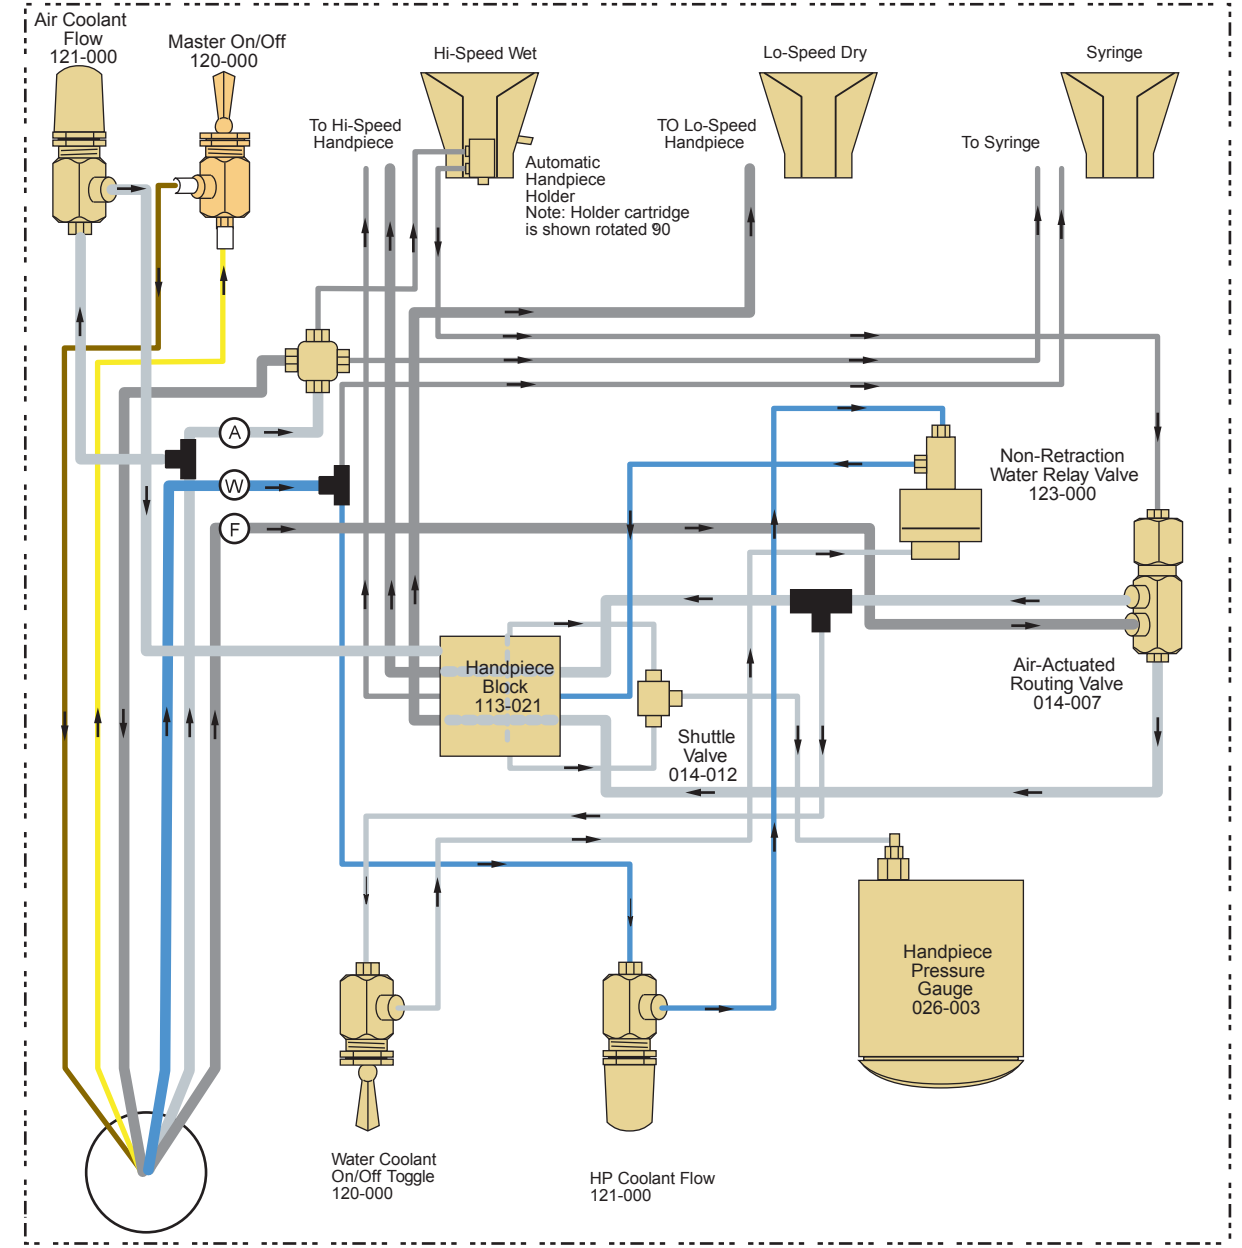 Air Coolant
Flow
121-000
Master On/Off
120-000
Hi-Speed Wet
Lo-Speed Dry
Syringe
To Hi-Speed
Handpiece
TO Lo-Speed
Handpiece
To Syringe
Automatic
Handpiece
Holder
Note: Holder cartridge
is shown rotated 90
A
W
F
Non-Retraction
Water Relay Valve
123-000
Handpiece
Block
113-021
Air-Actuated
Routing Valve
014-007
Shuttle
Valve
014-012
Handpiece
Pressure
Gauge
026-003
Water Coolant
On/Off Toggle
120-000
HP Coolant Flow
121-000